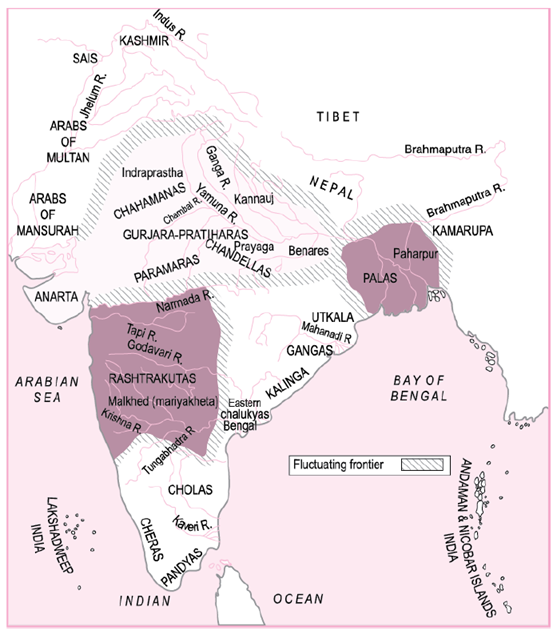 Indus R.
KASHMIR
SAIS
Jhelum R.
TIBET
ARABS
OF
MULTAN
Brahmaputra R.
Indraprastha
Ganga R.
NEPAL
CHAHAMANAS
Yamuna R.
Kannauj
Brahmaputra R.
ARABS
OF
MANSURAH
Chambal R.
KAMARUPA
GURJARA-PRATIHARAS
Prayaga
CHANDELLAS
Benares
Paharpur
PARAMARAS
PALAS
ANARTA
Narmada R.
UTKALA
Tapi R.
Mahanadi R
Godavari R.
GANGAS
ARABIAN
SEA
RASHTRAKUTAS
KALINGA
BAY OF
BENGAL
Malkhed (mariyakheta)
Eastern
chalukyas
Bengal
Krishna R.
Tungabhadra R
Fluctuating frontier
CHOLAS
LAKSHADWEEP
INDIA
Kaveri R.
CHERAS
PANDYAS
ANDAMAN & NICOBAR ISLANDS
INDIA
INDIAN OCEAN